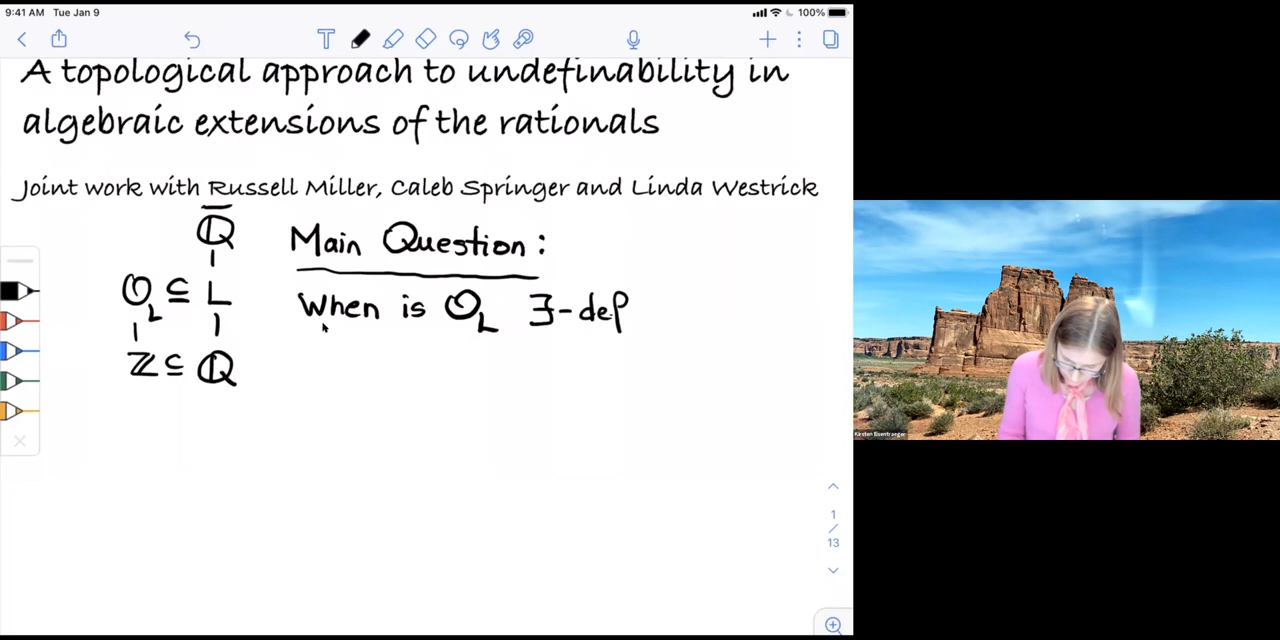 9:41 AM Tue Jan 9
100%
A topological approach to undefinability in
algebraic extensions of the rationals
Joint work with Russell Miller, Caleb Springer and Linda Westrick
ℚ̅
Main Question:
𝒪_L ⊆ L
When is 𝒪_L ∃-def
ℤ ⊆ ℚ
1
/
13
Kirsten Eisentraeger